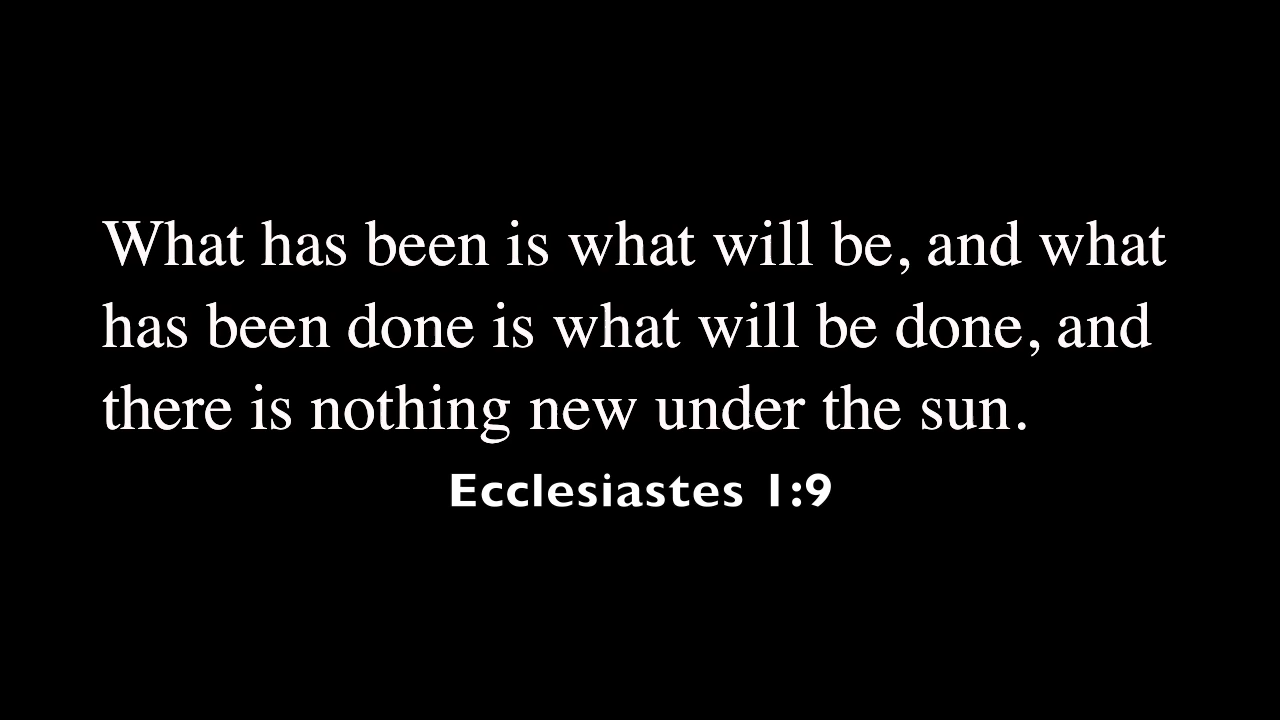 What has been is what will be, and what
has been done is what will be done, and
there is nothing new under the sun.
Ecclesiastes 1:9